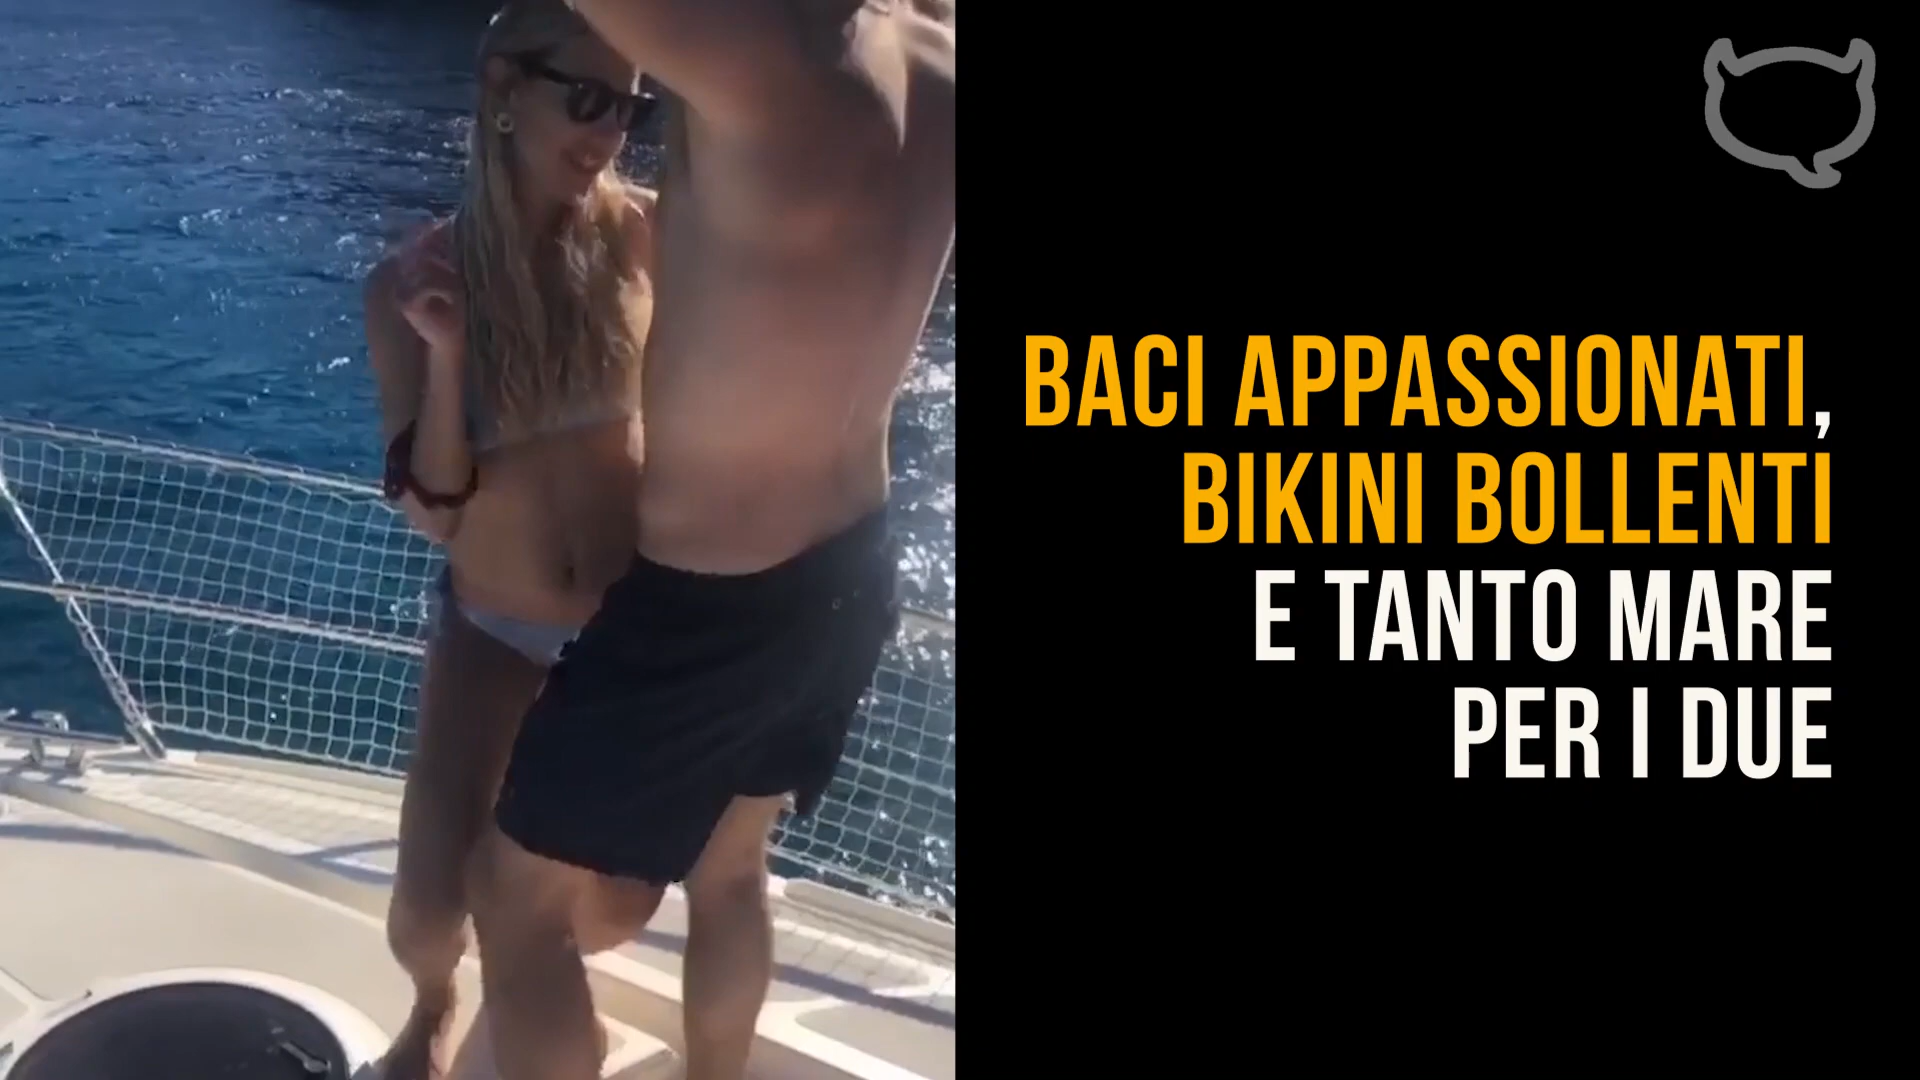 BACI APPASSIONATI,
BIKINI BOLLENTI
E TANTO MARE
PER I DUE